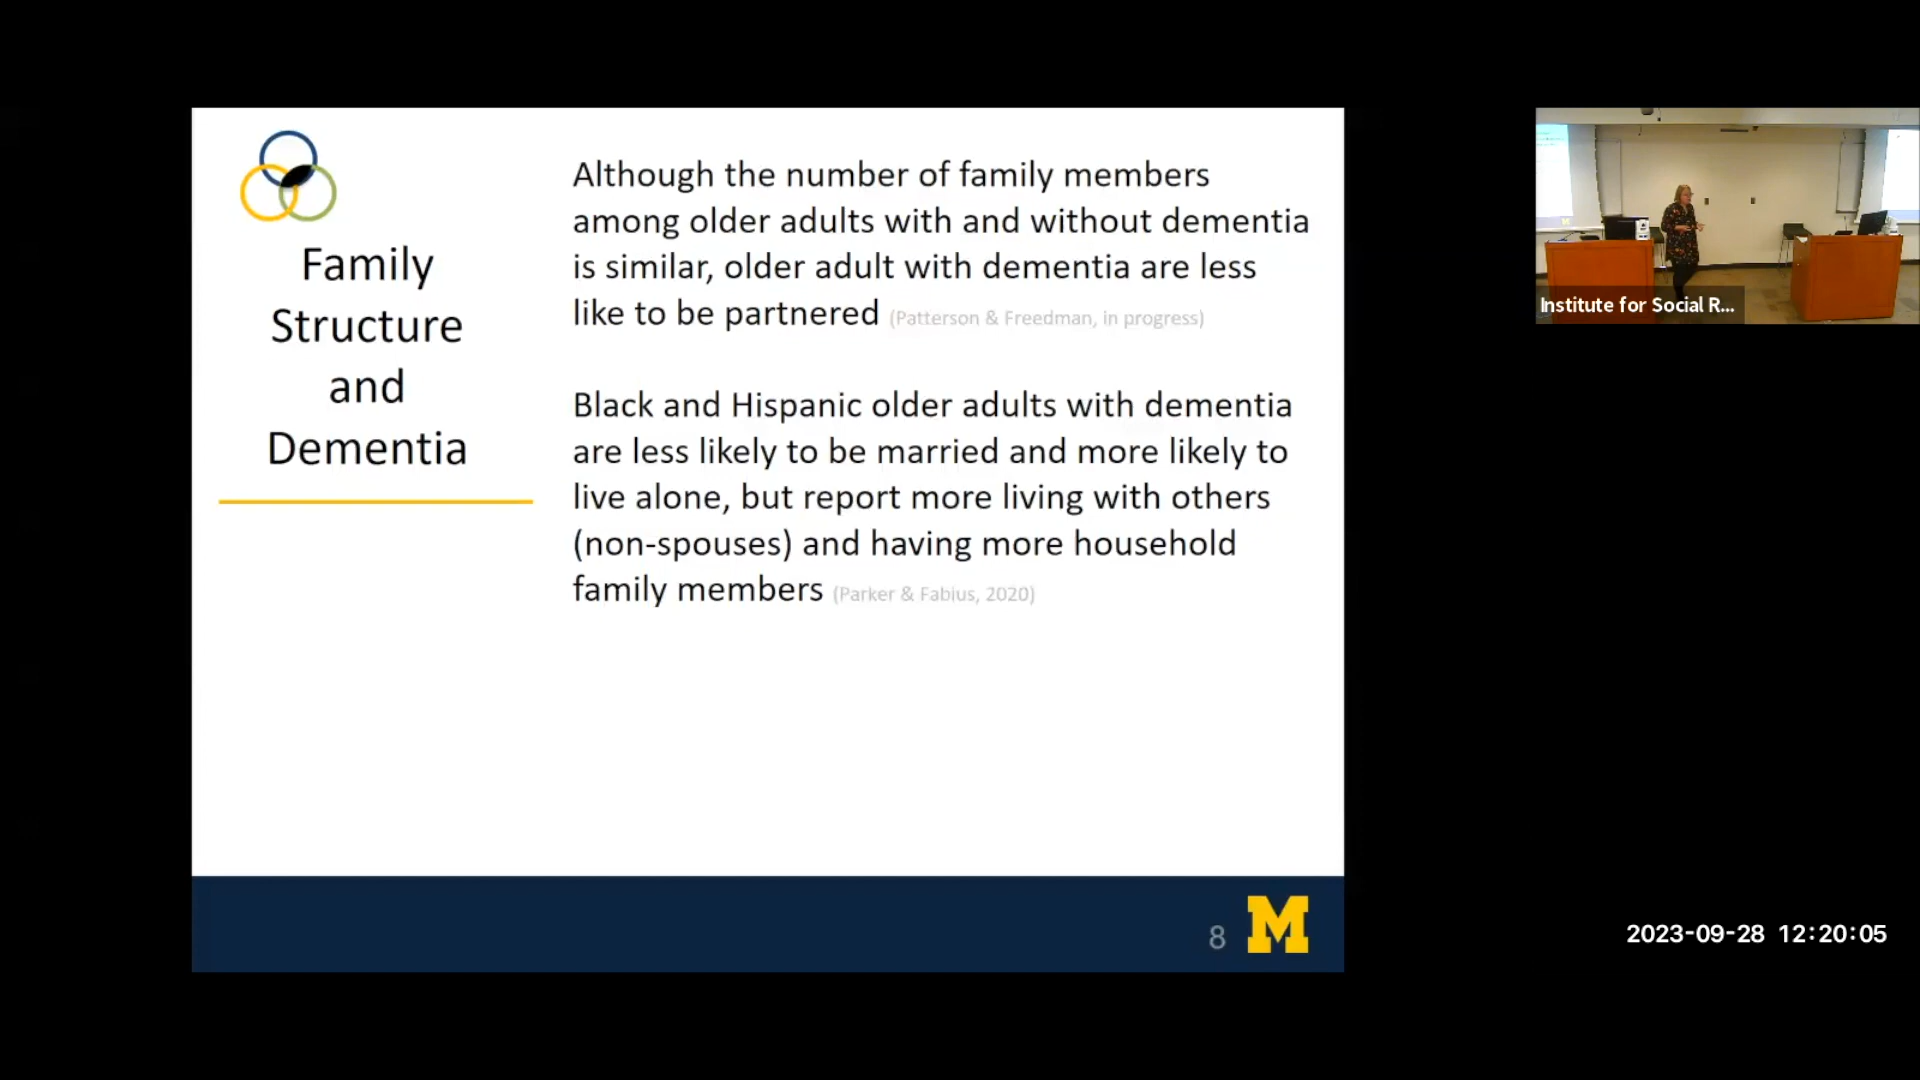 Family
Structure
and
Dementia
Although the number of family members
among older adults with and without dementia
is similar, older adult with dementia are less
like to be partnered (Patterson & Freedman, in progress)
Black and Hispanic older adults with dementia
are less likely to be married and more likely to
live alone, but report more living with others
(non-spouses) and having more household
family members (Parker & Fabius, 2020)
8
M
Institute for Social R...
2023-09-28 12:20:05